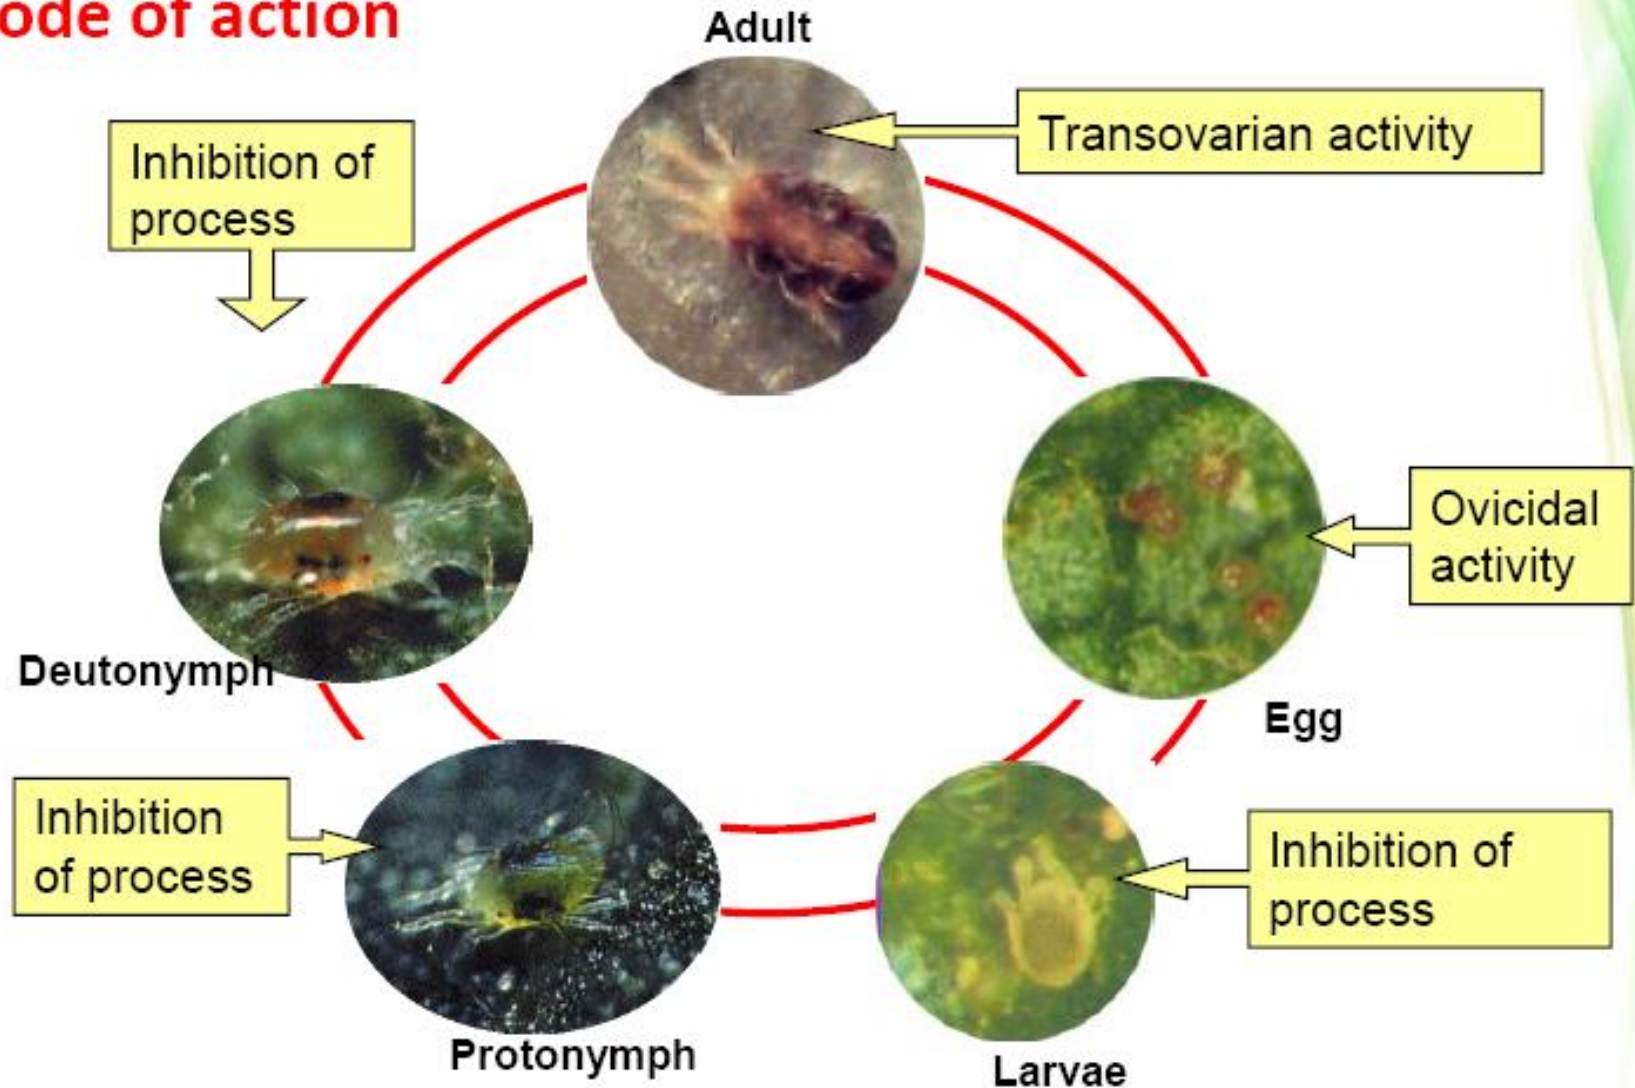 ode of action
Adult
Transovarian activity
Inhibition of
process
Ovicidal
activity
Egg
Deutonymph
Inhibition
of process
Inhibition of
process
Protonymph
Larvae